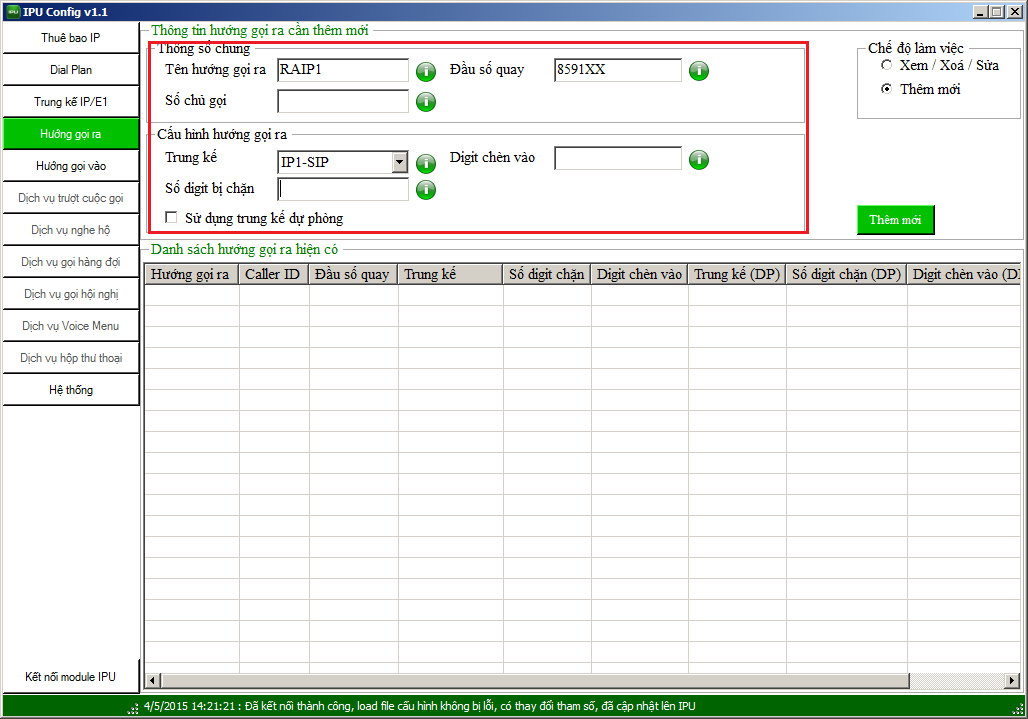 IPU Config v1.1
Thuê bao IP
Dial Plan
Trung kế IP/E1
Hướng gọi ra
Hướng gọi vào
Dịch vụ trượt cuộc gọi
Dịch vụ nghe hộ
Dịch vụ gọi hàng đợi
Dịch vụ gọi hội nghị
Dịch vụ Voice Menu
Dịch vụ hộp thư thoại
Hệ thống
Kết nối module IPU
Thông tin hướng gọi ra cần thêm mới
Thông số chung
Tên hướng gọi ra RAIP1 Đầu số quay 8591XX
Số chủ gọi
Cấu hình hướng gọi ra
Trung kế IP1-SIP Digit chèn vào
Số digit bị chặn
Sử dụng trung kế dự phòng
Chế độ làm việc
Xem / Xoá / Sửa
Thêm mới
Thêm mới
Danh sách hướng gọi ra hiện có
Hướng gọi ra Caller ID Đầu số quay Trung kế Số digit chặn Digit chèn vào Trung kế (DP) Số digit chặn (DP) Digit chèn vào (D
4/5/2015 14:21:21 : Đã kết nối thành công, load file cấu hình không bị lỗi, có thay đổi tham số, đã cập nhật lên IPU